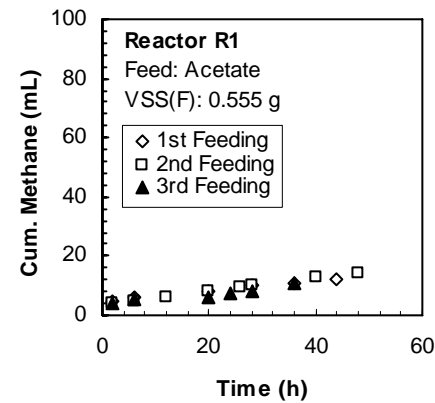 100
80
60
40
20
0
Cum. Methane (mL)
Reactor R1
Feed: Acetate
VSS(F): 0.555 g
1st Feeding
2nd Feeding
3rd Feeding
0 20 40 60
Time (h)